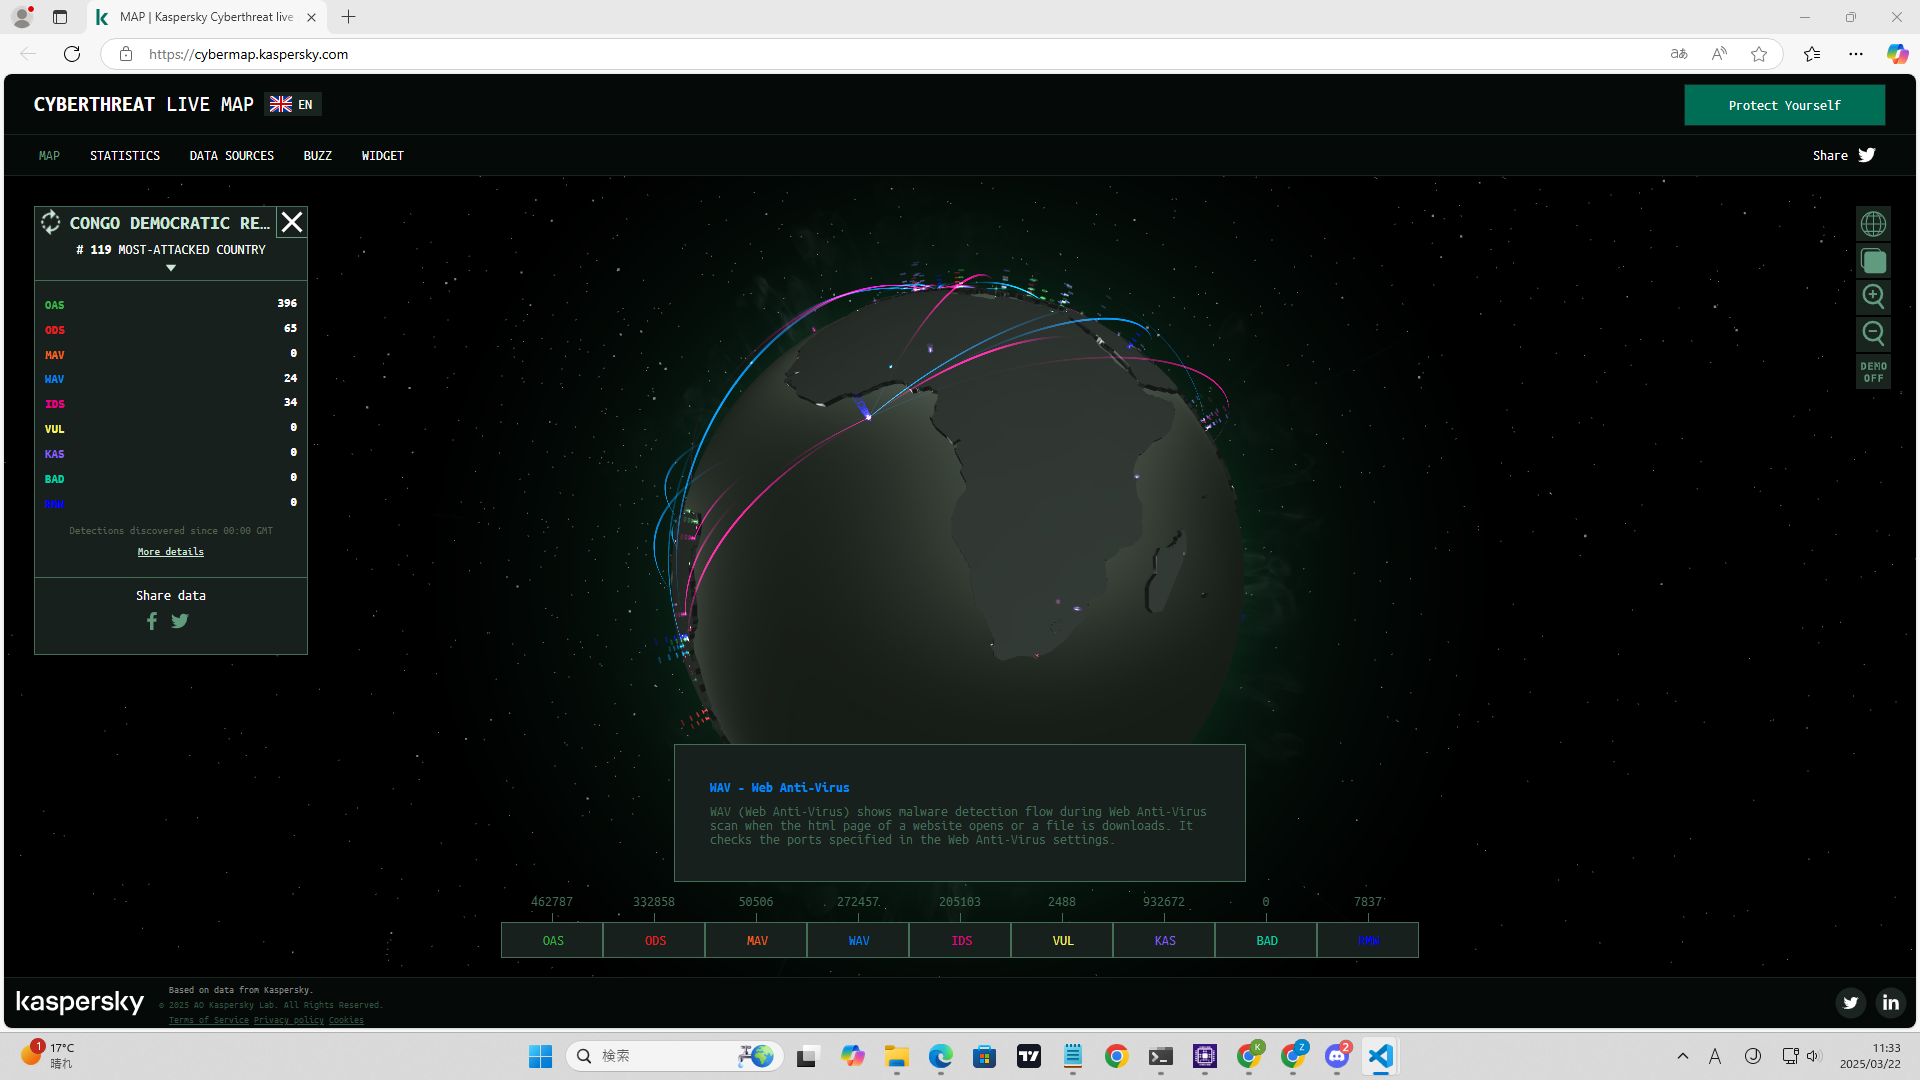 MAP | Kaspersky Cyberthreat live
https://cybermap.kaspersky.com
CYBERTHREAT LIVE MAP
EN
Protect Yourself
MAP
STATISTICS
DATA SOURCES
BUZZ
WIDGET
Share
CONGO DEMOCRATIC RE…
# 119 MOST-ATTACKED COUNTRY
OAS 396
ODS 65
MAV 0
WAV 24
IDS 34
VUL 0
KAS 0
BAD 0
RMW 0
Detections discovered since 00:00 GMT
More details
Share data
DEMO
OFF
WAV - Web Anti-Virus
WAV (Web Anti-Virus) shows malware detection flow during Web Anti-Virus
scan when the html page of a website opens or a file is downloads. It
checks the ports specified in the Web Anti-Virus settings.
462787 332858 50506 272457 205103 2488 932672 0 7837
OAS ODS MAV WAV IDS VUL KAS BAD RMW
kaspersky
Based on data from Kaspersky.
© 2025 AO Kaspersky Lab. All Rights Reserved.
Terms of Service Privacy policy Cookies
1
17°C
晴れ
検索
K
Z
2
A
11:33
2025/03/22